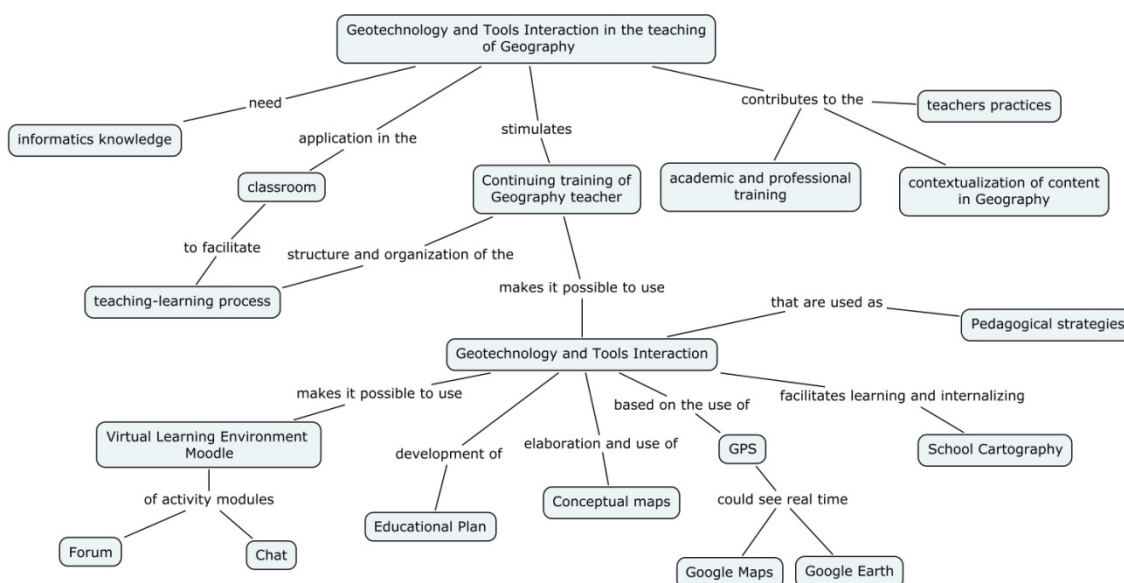 Geotechnology and Tools Interaction in the teaching
of Geography
need
contributes to the
teachers practices
informatics knowledge
application in the
stimulates
classroom
Continuing training of
Geography teacher
academic and professional
training
contextualization of content
in Geography
to facilitate
structure and organization of the
teaching-learning process
makes it possible to use
that are used as
Pedagogical strategies
Geotechnology and Tools Interaction
makes it possible to use
based on the use of
facilitates learning and internalizing
Virtual Learning Environment
Moodle
development of
elaboration and use of
GPS
School Cartography
of activity modules
Educational Plan
Conceptual maps
could see real time
Forum
Chat
Google Maps
Google Earth